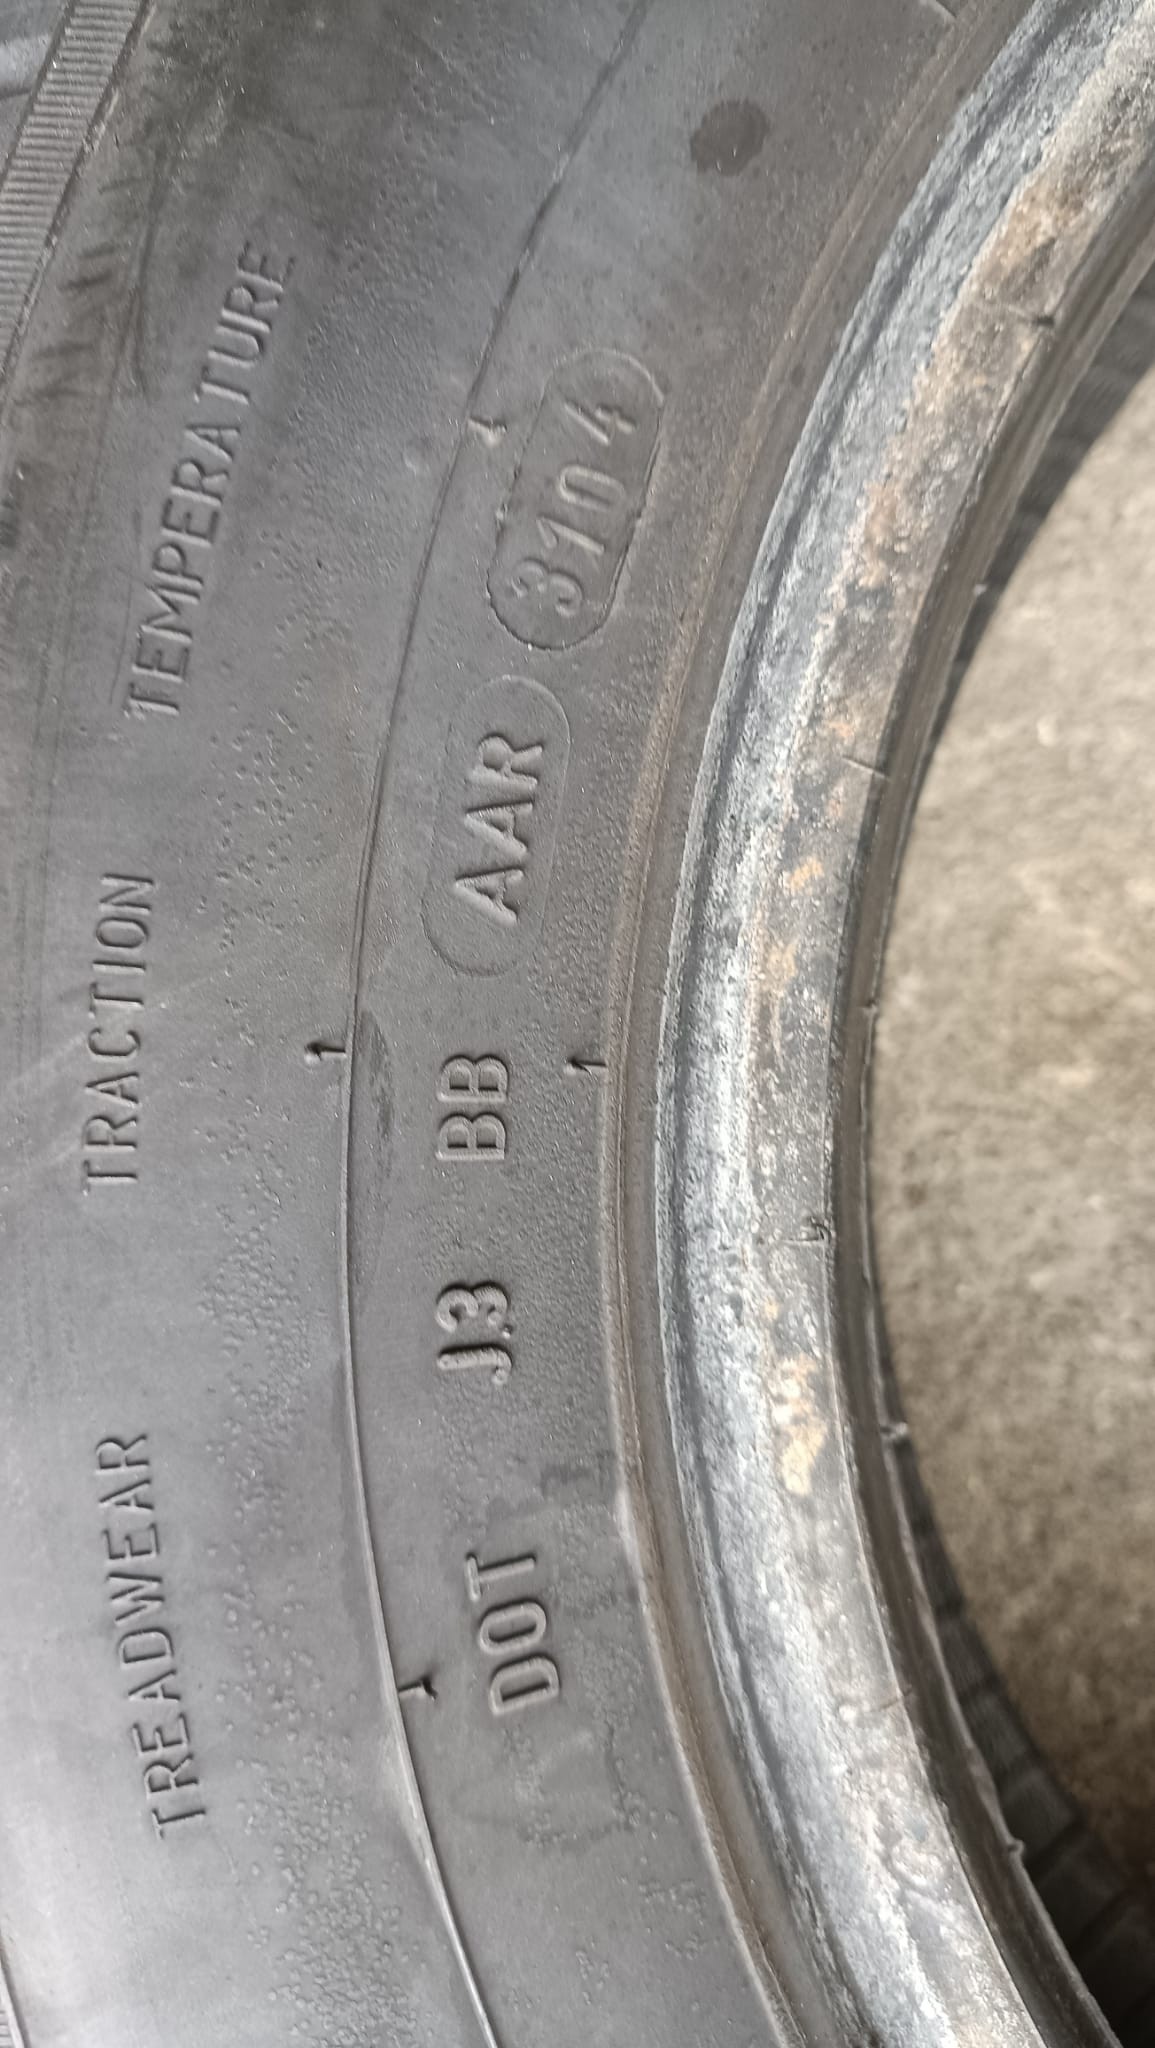 TREADWEAR TRACTION TEMPERATURE
DOT J3 BB AAR 3104